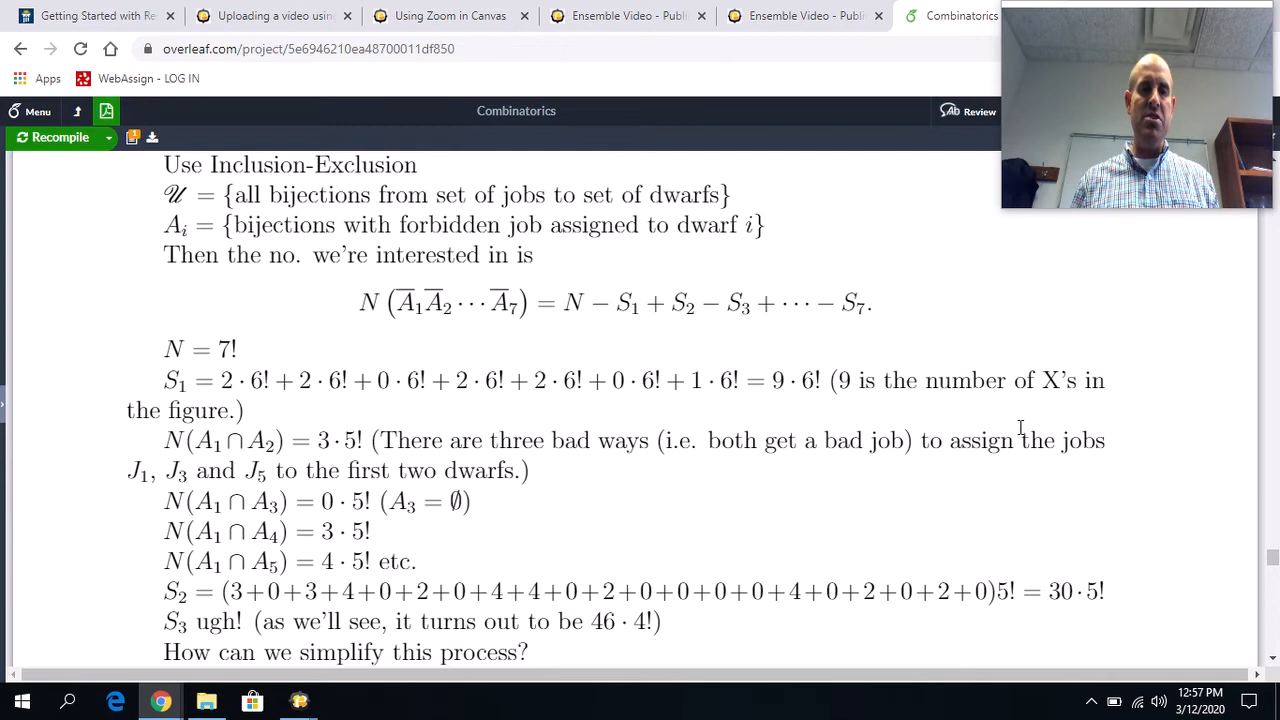 Getting Started with Re
Uploading a video using
Using Zoom in Canvas
Ensemble Video - Publi
Ensemble Video - Publi
Combinatorics
overleaf.com/project/5e6946210ea48700011df850
Apps
WebAssign - LOG IN
Menu
Combinatorics
Review
Recompile
1
Use Inclusion-Exclusion
𝒰 = {all bijections from set of jobs to set of dwarfs}
Aᵢ = {bijections with forbidden job assigned to dwarf i}
Then the no. we're interested in is
N (A̅₁A̅₂ ⋯ A̅₇) = N − S₁ + S₂ − S₃ + ⋯ − S₇.
N = 7!
S₁ = 2 · 6! + 2 · 6! + 0 · 6! + 2 · 6! + 2 · 6! + 0 · 6! + 1 · 6! = 9 · 6! (9 is the number of X's in
the figure.)
N(A₁ ∩ A₂) = 3 · 5! (There are three bad ways (i.e. both get a bad job) to assign the jobs
J₁, J₃ and J₅ to the first two dwarfs.)
N(A₁ ∩ A₃) = 0 · 5! (A₃ = ∅)
N(A₁ ∩ A₄) = 3 · 5!
N(A₁ ∩ A₅) = 4 · 5! etc.
S₂ = (3+0+3+4+0+2+0+4+4+0+2+0+0+0+0+4+0+2+0+2+0)5! = 30 · 5!
S₃ ugh! (as we'll see, it turns out to be 46 · 4!)
How can we simplify this process?
12:57 PM
3/12/2020